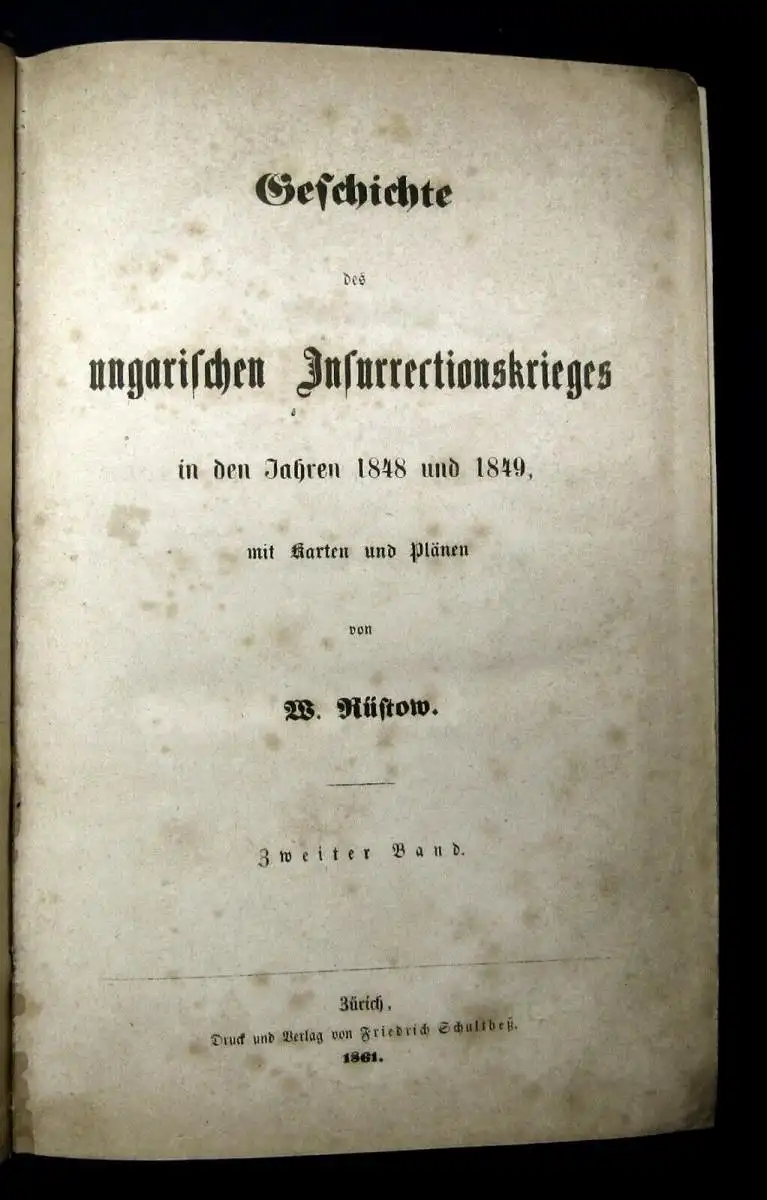 Geschichte
des
ungarischen Insurrectionskrieges
in den Jahren 1848 und 1849,
mit Karten und Plänen
von
W. Rüstow.
Zweiter Band.
Zürich,
Druck und Verlag von Friedrich Schultheß.
1861.